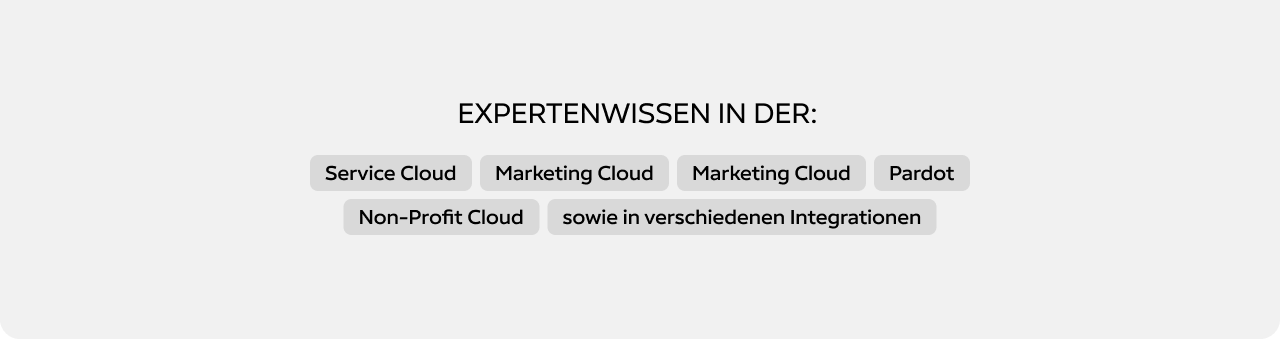 EXPERTENWISSEN IN DER:
Service Cloud Marketing Cloud Marketing Cloud Pardot
Non-Profit Cloud sowie in verschiedenen Integrationen